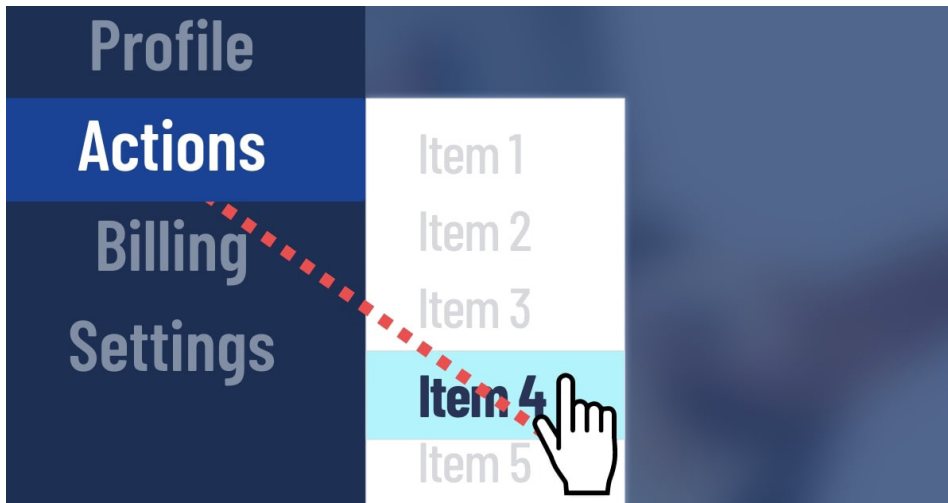 Profile
Actions
Billing
Settings
Item 1
Item 2
Item 3
Item 4
Item 5